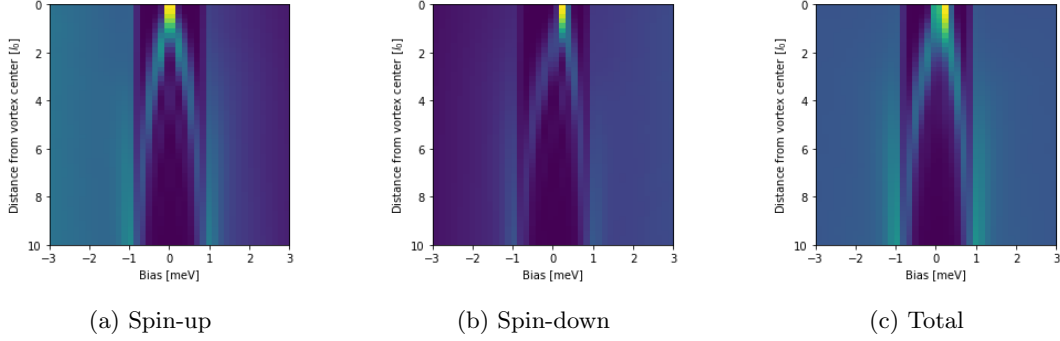 0
2
4
6
8
10
Distance from vortex center [l₀]
−3 −2 −1 0 1 2 3
Bias [meV]
(a) Spin-up
0
2
4
6
8
10
Distance from vortex center [l₀]
−3 −2 −1 0 1 2 3
Bias [meV]
(b) Spin-down
0
2
4
6
8
10
Distance from vortex center [l₀]
−3 −2 −1 0 1 2 3
Bias [meV]
(c) Total